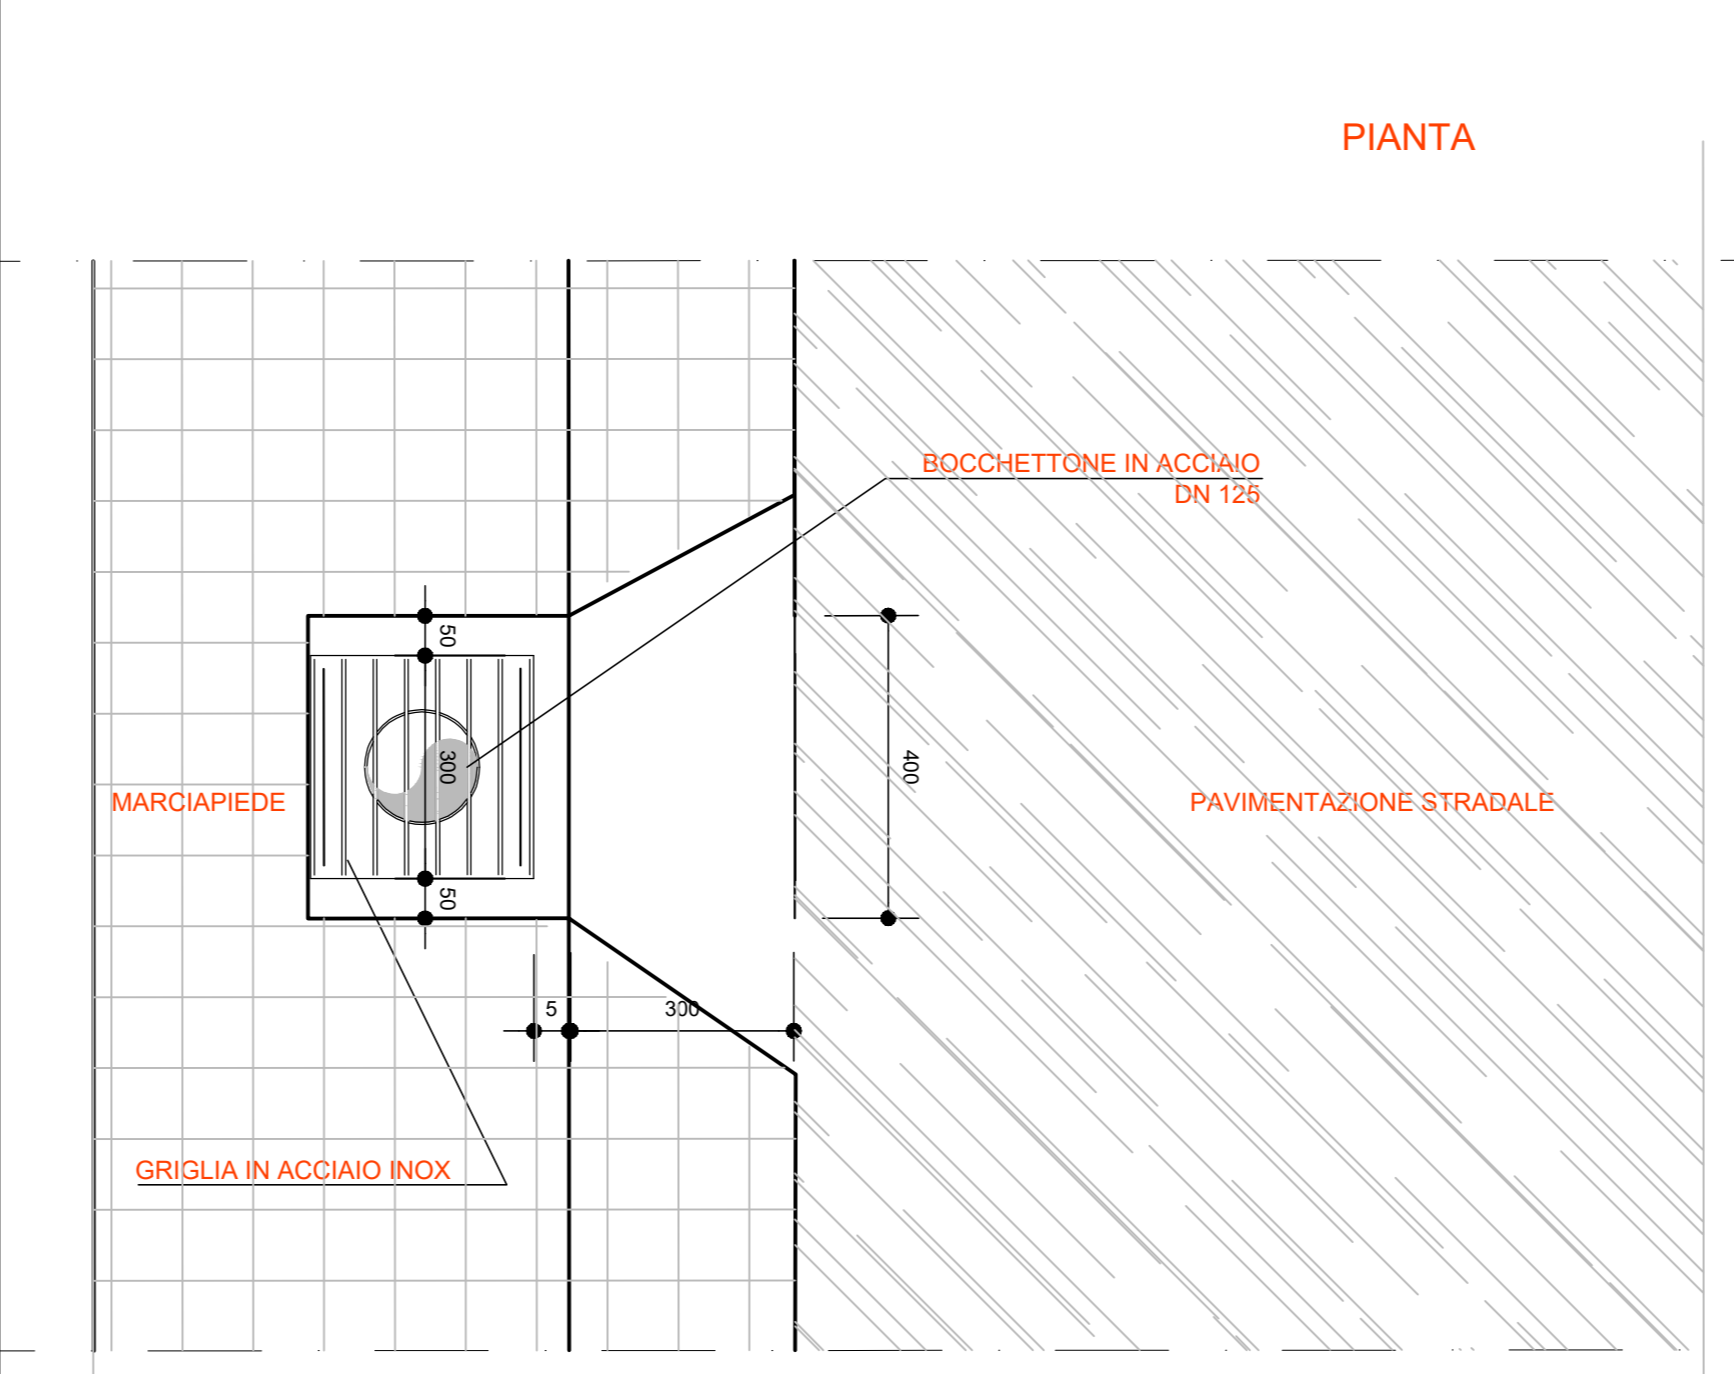 PIANTA
BOCCHETTONE IN ACCIAIO
DN 125
50
300
400
MARCIAPIEDE
PAVIMENTAZIONE STRADALE
50
5
300
GRIGLIA IN ACCIAIO INOX